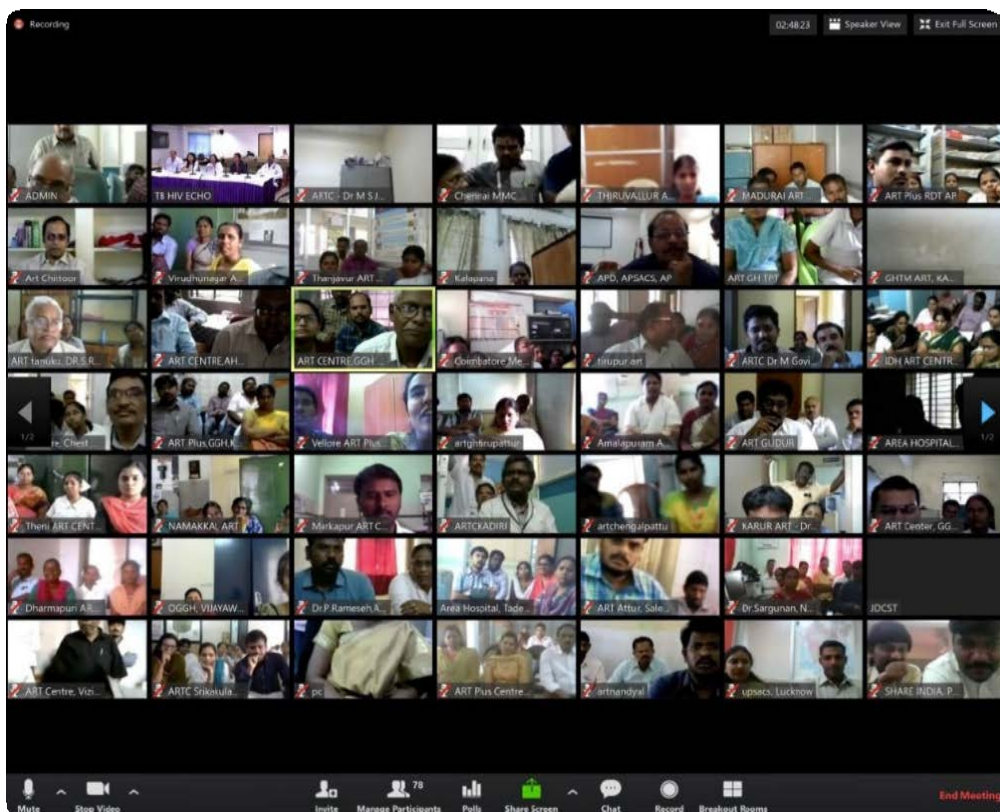 Recording
02:48:23 Speaker View Exit Full Screen
ADMIN
TB HIV ECHO
ARTC - Dr M S J...
Chennai MMC...
THIRUVALLUR A...
MADURAI ART
ART Plus RDT AP
Art Chittoor
Virudhunagar A...
Thanjavur ART...
Kalapana
APD, APSACS, AP
ART GH TPT
GHTM ART, KA...
ART tanuku, DR.S.R...
ART CENTRE,AH...
ART CENTRE,GGH...
Coimbatore Me...
tirupur art
ARTC Dr M Gavi...
IDH ART CENTR...
1/2
re, Chest...
ART Plus,GGH,K...
Vellore ART Plus...
artghtirupattur
Amalapuram A...
ART GUDUR
AREA HOSPITAL...
1/2
Theni ART CENT...
NAMAKKAL ART
Markapur ART C...
ARTCKADIRI
artchengalpattu
KARUR ART - Dr...
ART Center, GG...
Dharmapuri AR...
OGGH, VIJAYAW...
Dr.P.Ramesh,A...
Area Hospital, Tade...
ART Attur, Sale...
Dr.Sargunan, N...
JDCST
ART Centre, Vizi...
ARTC Srikakula...
pc
ART Plus Centre...
artnandyal
upsacs, Lucknow
SHARE INDIA, P...
Mute
Stop Video
Invite
Manage Participants 78
Polls
Share Screen
Chat
Record
Breakout Rooms
End Meeting